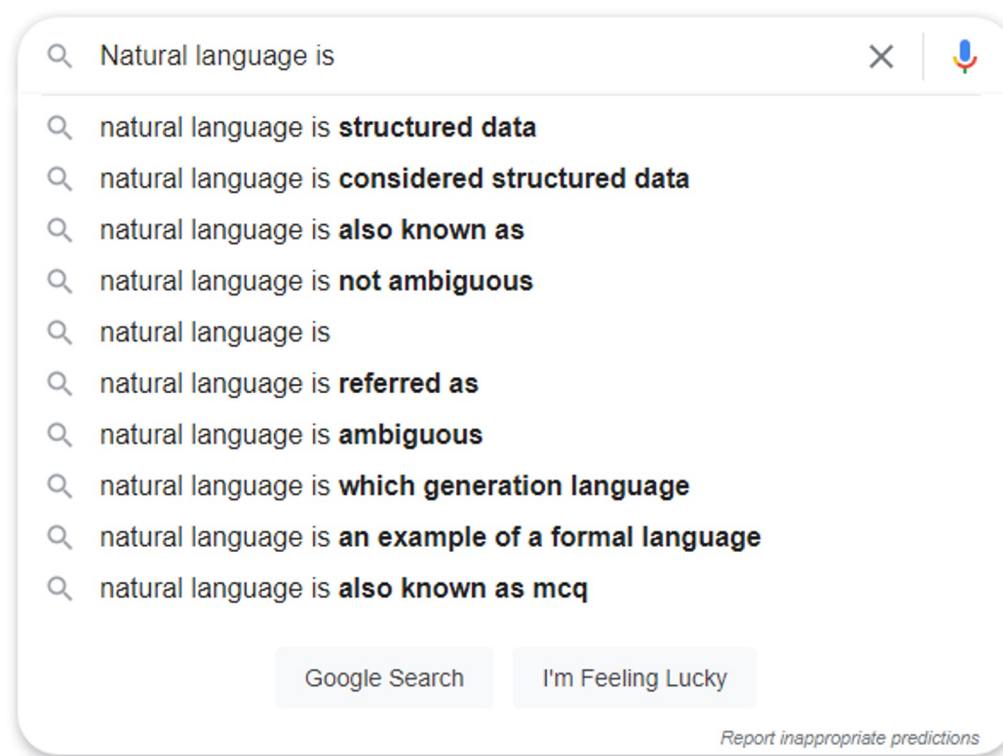 Natural language is
natural language is structured data
natural language is considered structured data
natural language is also known as
natural language is not ambiguous
natural language is
natural language is referred as
natural language is ambiguous
natural language is which generation language
natural language is an example of a formal language
natural language is also known as mcq
Google Search I'm Feeling Lucky
Report inappropriate predictions